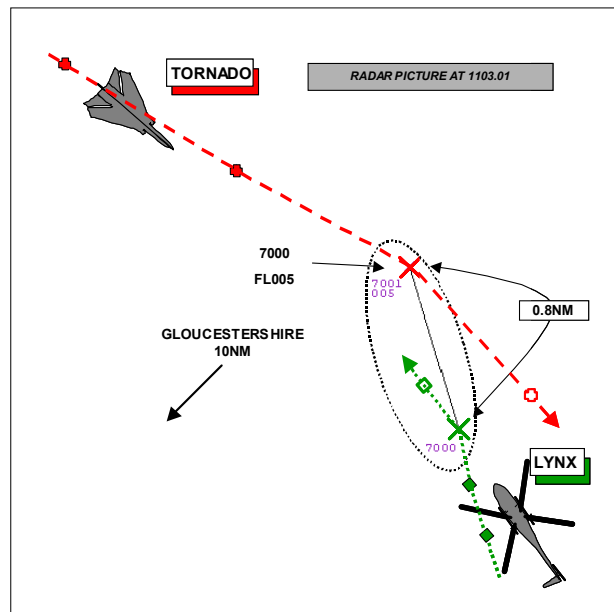 TORNADO
RADAR PICTURE AT 1103.01
7000
FL005
7001
005
0.8NM
GLOUCESTERSHIRE
10NM
7000
LYNX